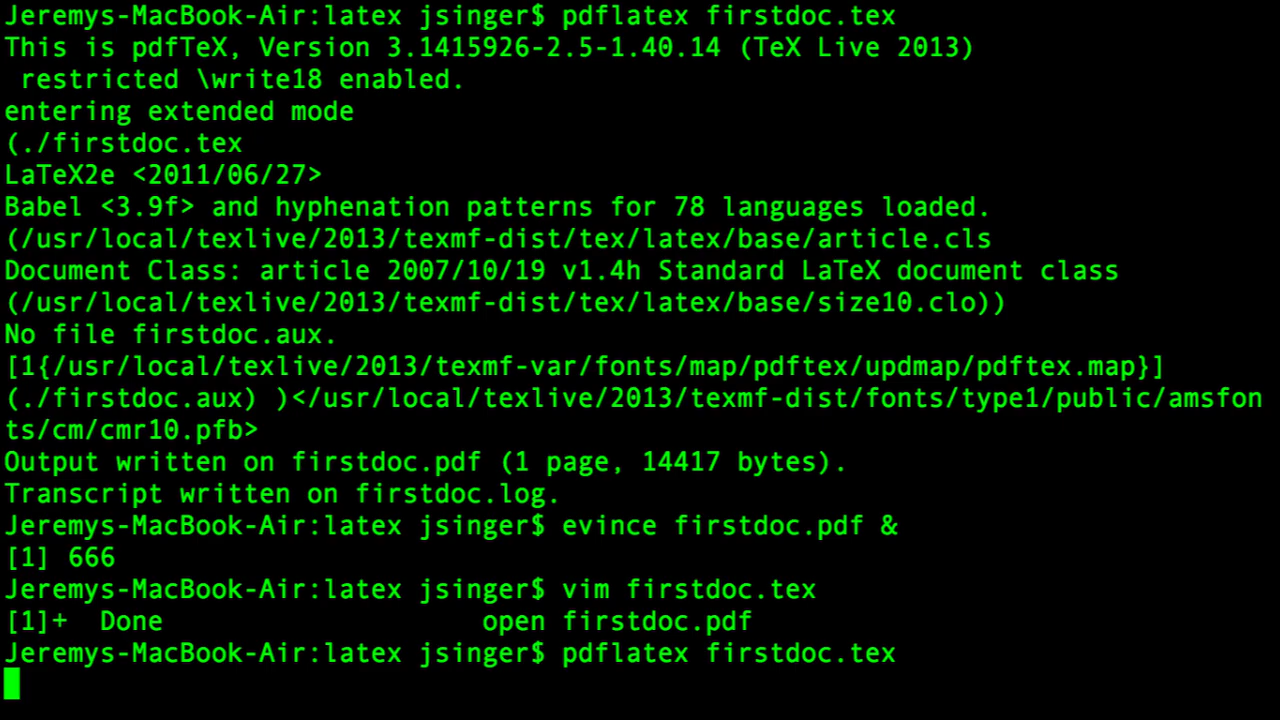 Jeremys-MacBook-Air:latex jsinger$ pdflatex firstdoc.tex
This is pdfTeX, Version 3.1415926-2.5-1.40.14 (TeX Live 2013)
 restricted \write18 enabled.
entering extended mode
(./firstdoc.tex
LaTeX2e <2011/06/27>
Babel <3.9f> and hyphenation patterns for 78 languages loaded.
(/usr/local/texlive/2013/texmf-dist/tex/latex/base/article.cls
Document Class: article 2007/10/19 v1.4h Standard LaTeX document class
(/usr/local/texlive/2013/texmf-dist/tex/latex/base/size10.clo))
No file firstdoc.aux.
[1{/usr/local/texlive/2013/texmf-var/fonts/map/pdftex/updmap/pdftex.map}]
(./firstdoc.aux) )</usr/local/texlive/2013/texmf-dist/fonts/type1/public/amsfon
ts/cm/cmr10.pfb>
Output written on firstdoc.pdf (1 page, 14417 bytes).
Transcript written on firstdoc.log.
Jeremys-MacBook-Air:latex jsinger$ evince firstdoc.pdf &
[1] 666
Jeremys-MacBook-Air:latex jsinger$ vim firstdoc.tex
[1]+  Done                    open firstdoc.pdf
Jeremys-MacBook-Air:latex jsinger$ pdflatex firstdoc.tex